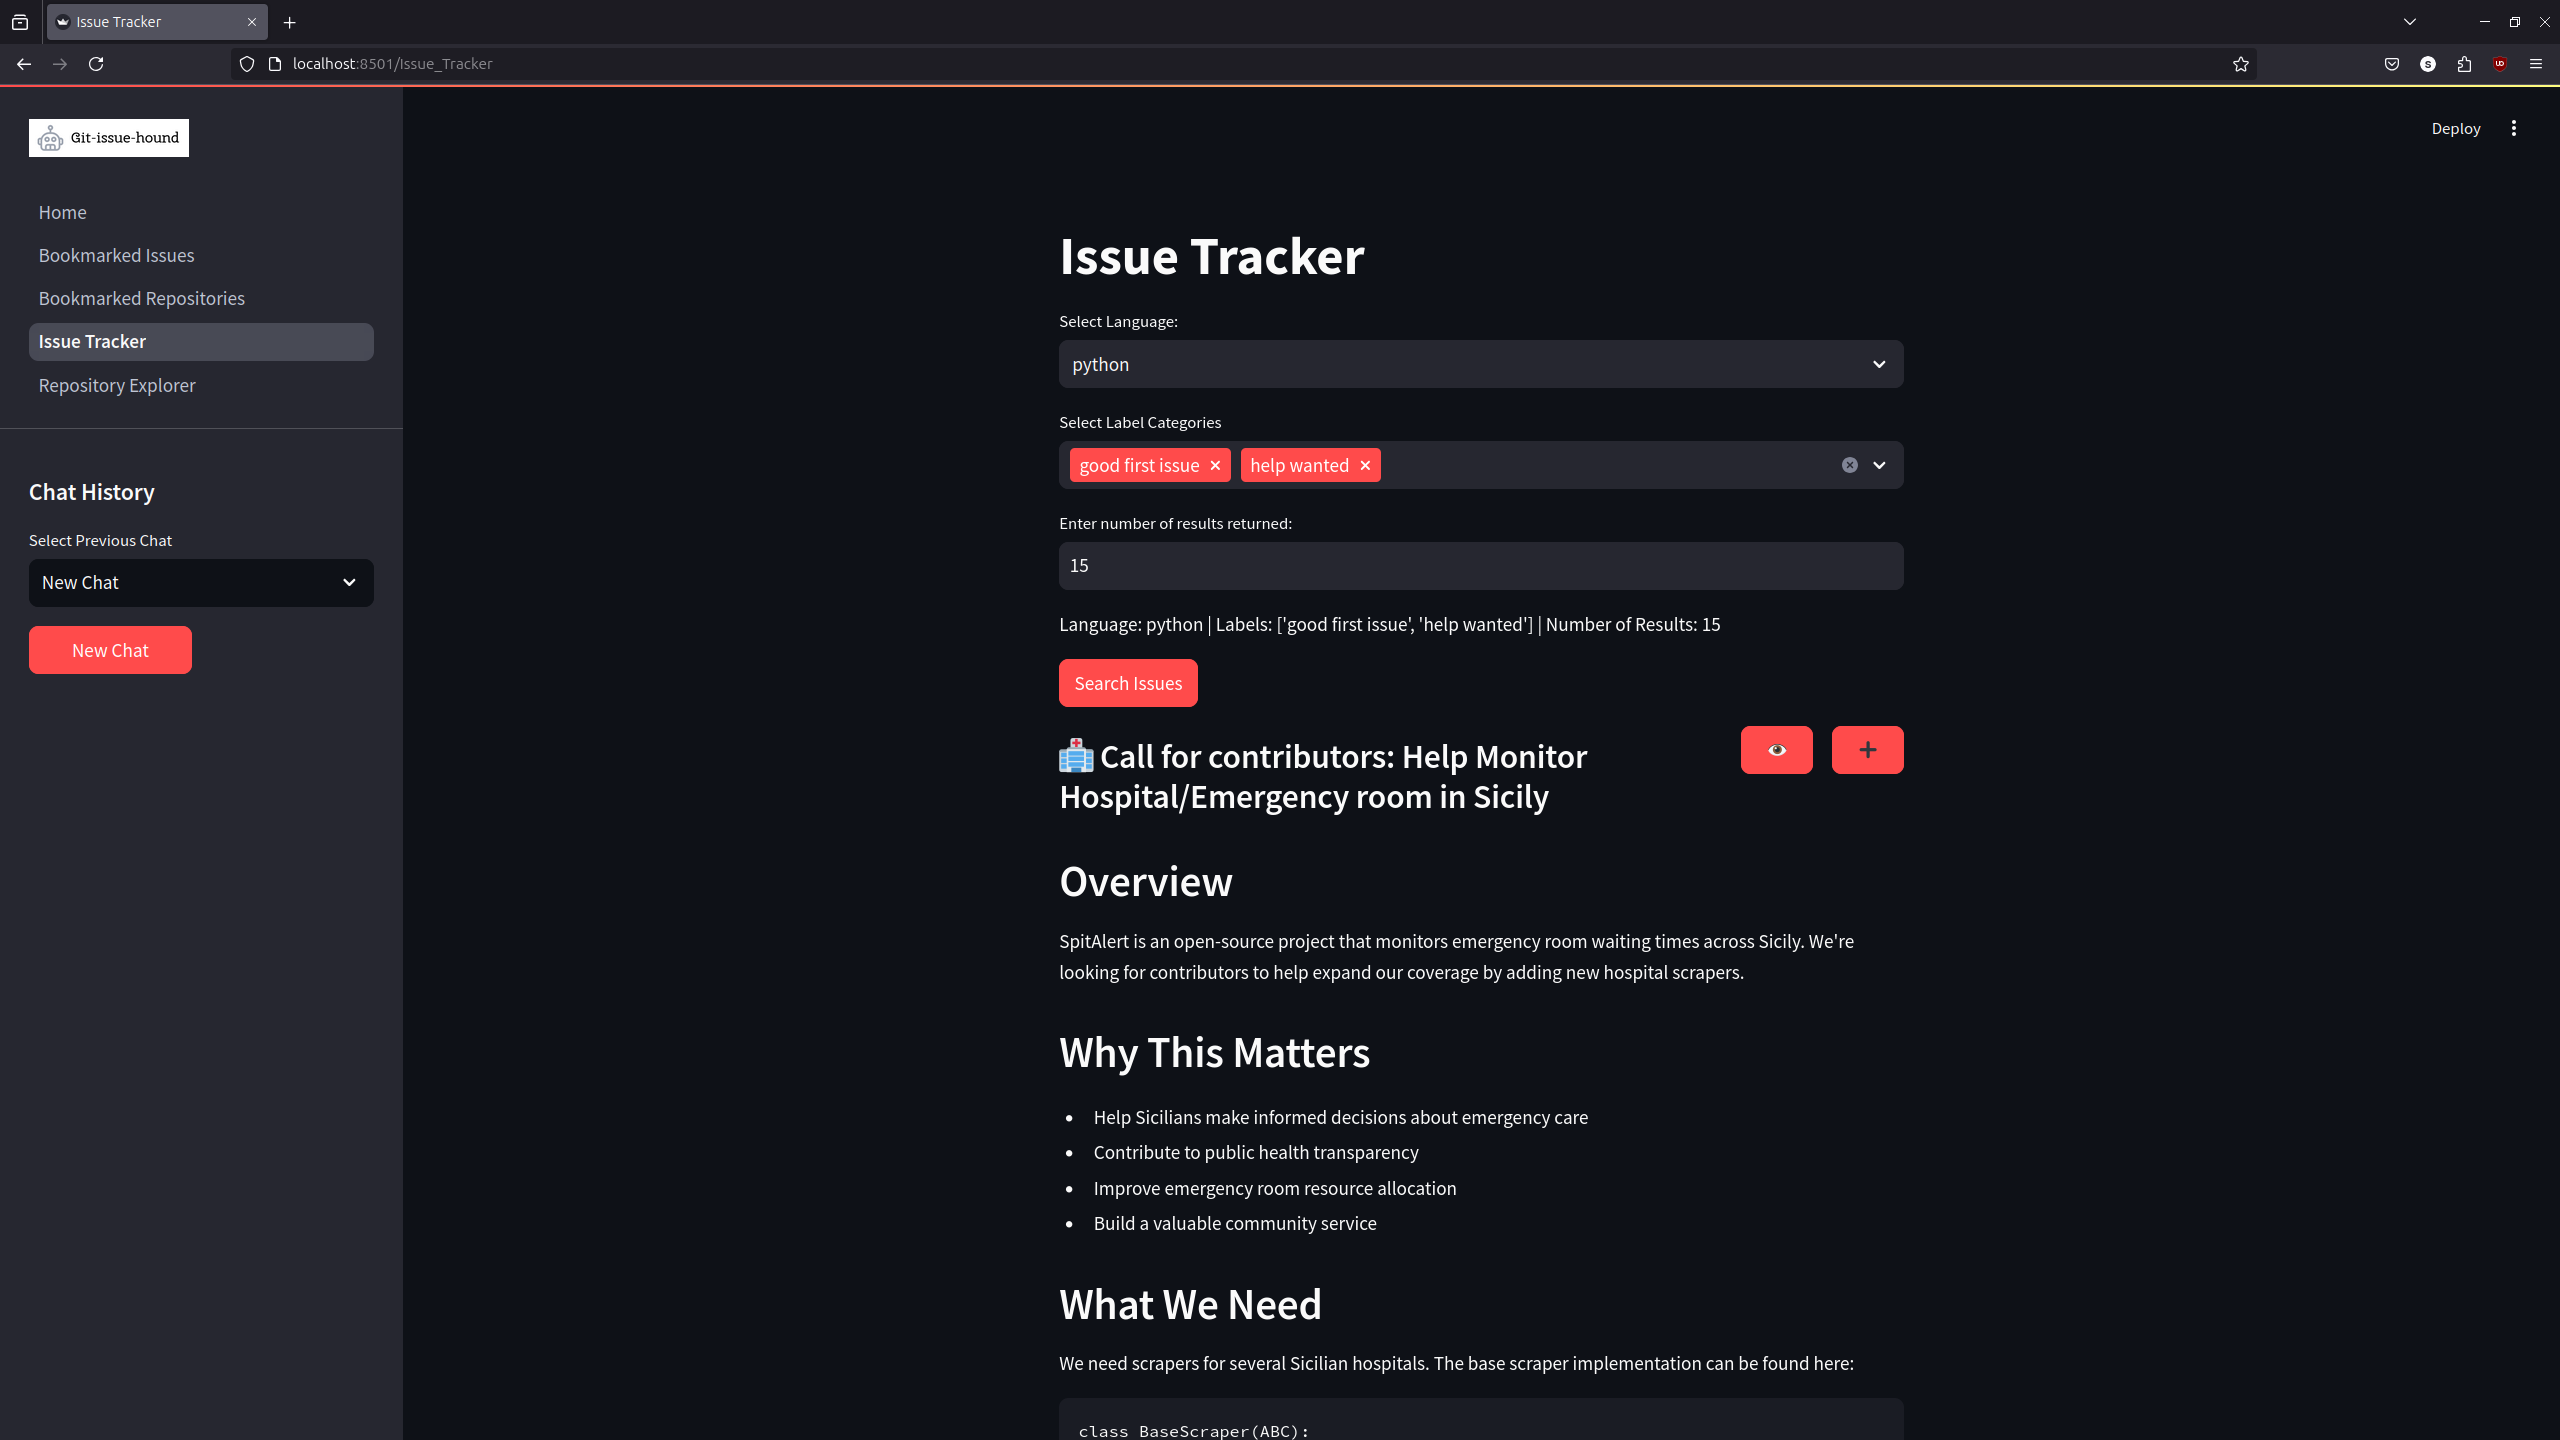 Issue Tracker
localhost:8501/Issue_Tracker
S
UD
Git-issue-hound
Deploy
Home
Bookmarked Issues
Bookmarked Repositories
Issue Tracker
Repository Explorer
Chat History
Select Previous Chat
New Chat
New Chat
Issue Tracker
Select Language:
python
Select Label Categories
good first issue
help wanted
Enter number of results returned:
15
Language: python | Labels: ['good first issue', 'help wanted'] | Number of Results: 15
Search Issues
Call for contributors: Help Monitor
Hospital/Emergency room in Sicily
Overview
SpitAlert is an open-source project that monitors emergency room waiting times across Sicily. We're
looking for contributors to help expand our coverage by adding new hospital scrapers.
Why This Matters
• Help Sicilians make informed decisions about emergency care
• Contribute to public health transparency
• Improve emergency room resource allocation
• Build a valuable community service
What We Need
We need scrapers for several Sicilian hospitals. The base scraper implementation can be found here:
class BaseScraper(ABC):